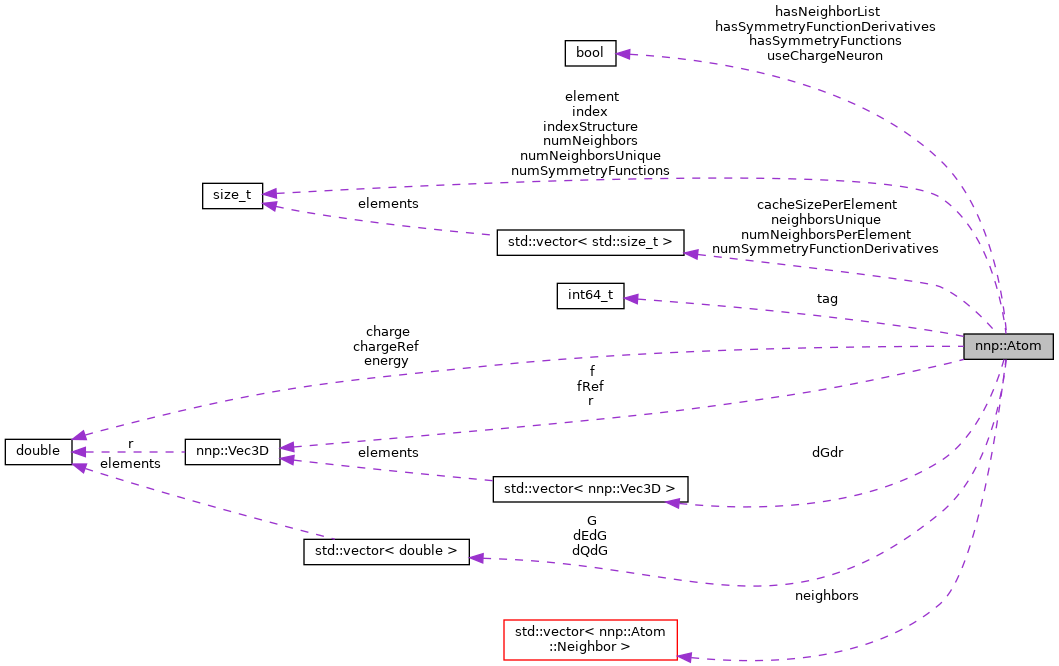 hasNeighborList
hasSymmetryFunctionDerivatives
hasSymmetryFunctions
useChargeNeuron
bool
element
index
indexStructure
numNeighbors
numNeighborsUnique
numSymmetryFunctions
size_t
elements
cacheSizePerElement
neighborsUnique
numNeighborsPerElement
numSymmetryFunctionDerivatives
std::vector< std::size_t >
int64_t
tag
nnp::Atom
charge
chargeRef
energy
f
fRef
r
double
r
nnp::Vec3D
elements
dGdr
elements
std::vector< nnp::Vec3D >
G
dEdG
dQdG
std::vector< double >
neighbors
std::vector< nnp::Atom
::Neighbor >